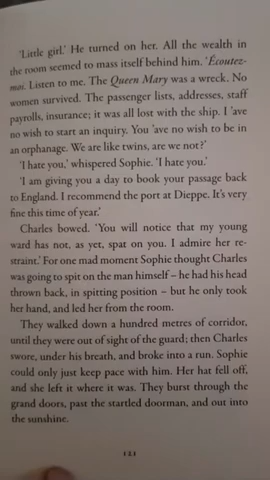 'Little girl.' He turned on her. All the wealth in
the room seemed to mass itself behind him. 'Écoutez-
moi. Listen to me. The Queen Mary was a wreck. No
women survived. The passenger lists, addresses, staff
payrolls, insurance; it was all lost with the ship. I 'ave
no wish to start an inquiry. You 'ave no wish to be in
an orphanage. We are like twins, are we not?'
'I hate you,' whispered Sophie. 'I hate you.'
'I am giving you a day to book your passage back
to England. I recommend the port at Dieppe. It's very
fine this time of year.'
Charles bowed. 'You will notice that my young
ward has not, as yet, spat on you. I admire her re-
straint.' For one mad moment Sophie thought Charles
was going to spit on the man himself – he had his head
thrown back, in spitting position – but he only took
her hand, and led her from the room.
They walked down a hundred metres of corridor,
until they were out of sight of the guard; then Charles
swore, under his breath, and broke into a run. Sophie
could only just keep pace with him. Her hat fell off,
and she left it where it was. They burst through the
grand doors, past the startled doorman, and out into
the sunshine.
121